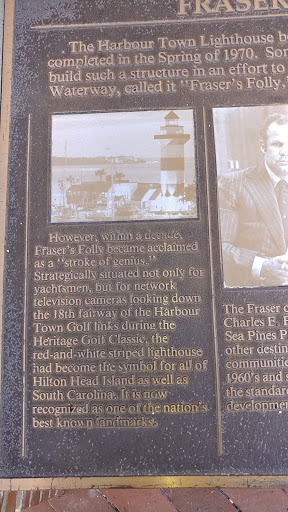 FRASER
The Harbour Town Lighthouse
completed in the Spring of 1970.
build such a structure in an effort to
Waterway, called it "Fraser's Folly."
However, within a decade,
Fraser's Folly became acclaimed
as a "stroke of genius."
Strategically situated not only for
yachtsmen, but for network
television cameras looking down
the 18th fairway of the Harbour
Town Golf links during the
Heritage Golf Classic, the
red-and-white striped lighthouse
had become the symbol for all of
Hilton Head Island as well as
South Carolina. It is now
recognized as one of the nation's
best known landmarks.
The Fraser
Charles E.
Sea Pines
other
communiti
1960's and
the standard
development